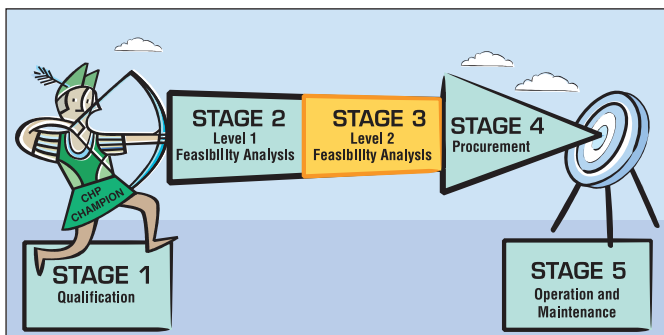 STAGE 2
Level 1
Feasibility Analysis
STAGE 3
Level 2
Feasibility Analysis
STAGE 4
Procurement
CHP
CHAMPION
STAGE 1
Qualification
STAGE 5
Operation and
Maintenance